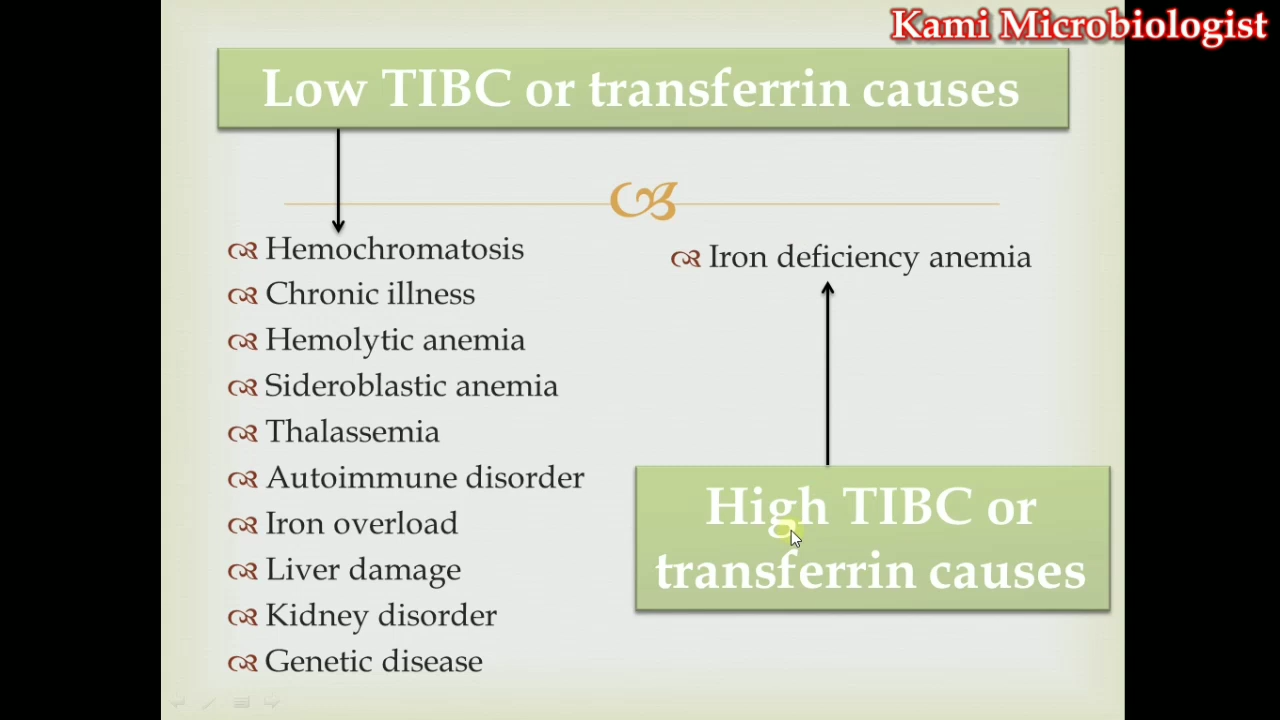 Kami Microbiologist
Low TIBC or transferrin causes
Hemochromatosis
Chronic illness
Hemolytic anemia
Sideroblastic anemia
Thalassemia
Autoimmune disorder
Iron overload
Liver damage
Kidney disorder
Genetic disease
Iron deficiency anemia
High TIBC or
transferrin causes